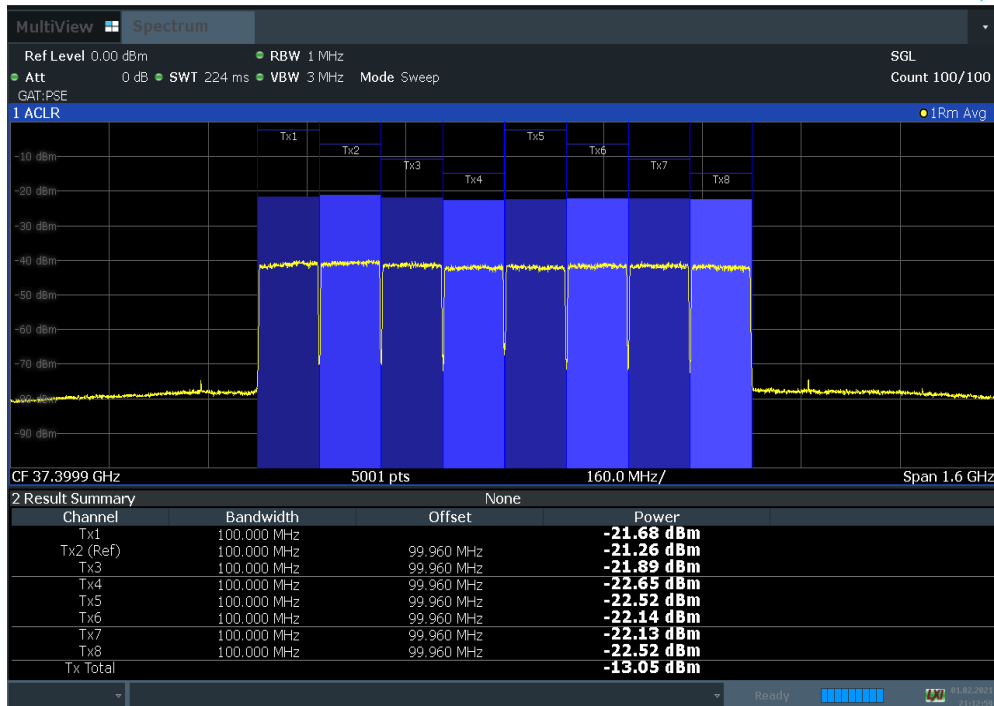 MultiView Spectrum
Ref Level 0.00 dBm RBW 1 MHz SGL
Att 0 dB SWT 224 ms VBW 3 MHz Mode Sweep Count 100/100
GAT:PSE
1 ACLR 1Rm Avg
Tx1 Tx5
Tx2 Tx6
-10 dBm
Tx3 Tx7
Tx4 Tx8
-20 dBm
-30 dBm
-40 dBm
-50 dBm
-60 dBm
-70 dBm
-90 dBm
CF 37.3999 GHz 5001 pts 160.0 MHz/ Span 1.6 GHz
2 Result Summary None
Channel Bandwidth Offset Power
Tx1 100.000 MHz -21.68 dBm
Tx2 (Ref) 100.000 MHz 99.960 MHz -21.26 dBm
Tx3 100.000 MHz 99.960 MHz -21.89 dBm
Tx4 100.000 MHz 99.960 MHz -22.65 dBm
Tx5 100.000 MHz 99.960 MHz -22.52 dBm
Tx6 100.000 MHz 99.960 MHz -22.14 dBm
Tx7 100.000 MHz 99.960 MHz -22.13 dBm
Tx8 100.000 MHz 99.960 MHz -22.52 dBm
Tx Total -13.05 dBm
Ready LXI 01.02.2021